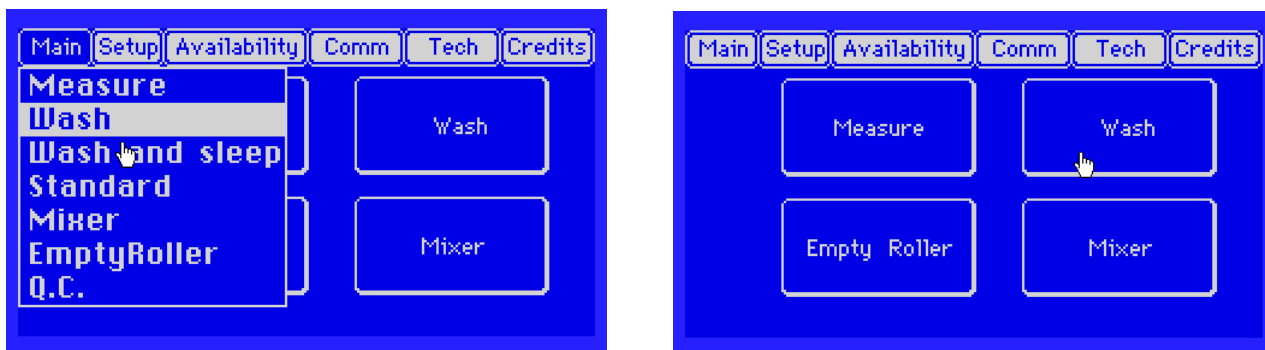 Main Setup Availability Comm Tech Credits
Measure
Wash
Wash and sleep
Standard
Mixer
EmptyRoller
Q.C.
Wash
Mixer
Main Setup Availability Comm Tech Credits
Measure Wash
Empty Roller Mixer